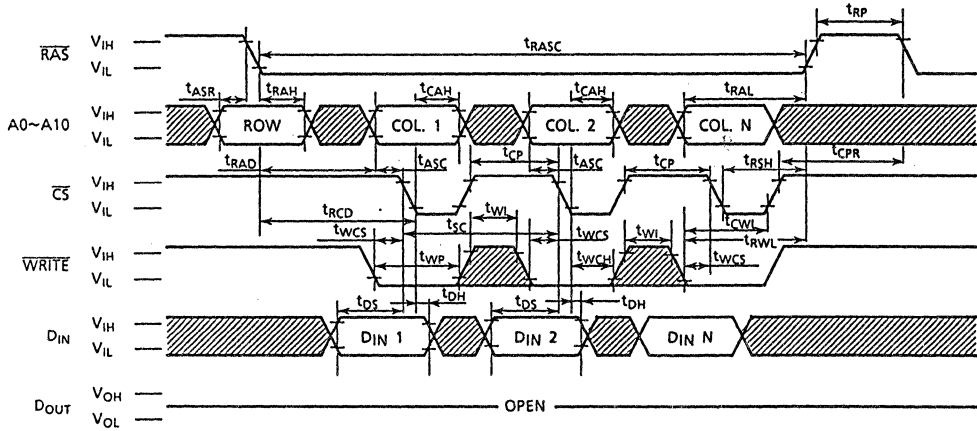 tRP
RAS VIH VIL tRASC
tASR tRAH tCAH tCAH tRAL
A0~A10 VIH VIL ROW COL. 1 COL. 2 COL. N
tRAD tASC tCP tASC tCP tRSH tCPR
CS VIH VIL
tRCD tSC tWI tWI tCWL
tWCS tWCS tRWL
WRITE VIH VIL tWP tWCH tWCS
tDS tDH tDS tDH
DIN VIH VIL DIN 1 DIN 2 DIN N
DOUT VOH VOL OPEN